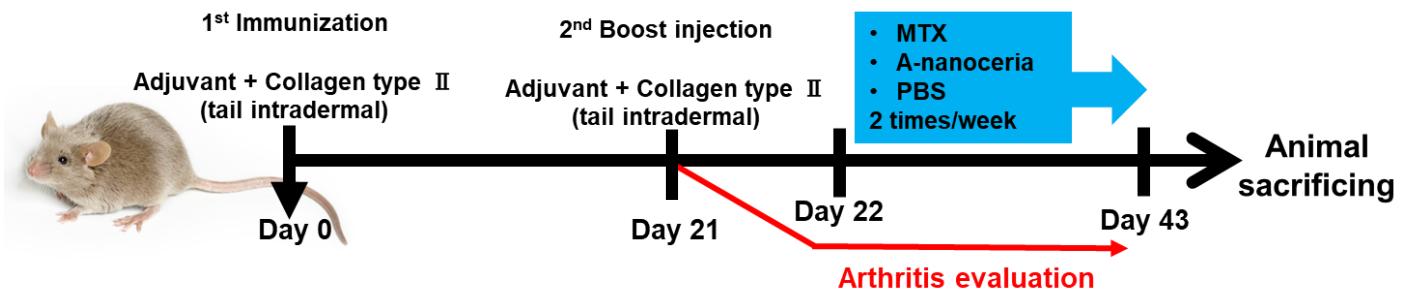 1st Immunization
Adjuvant + Collagen type Ⅱ
(tail intradermal)
Day 0
2nd Boost injection
Adjuvant + Collagen type Ⅱ
(tail intradermal)
Day 21
• MTX
• A-nanoceria
• PBS
2 times/week
Day 22
Day 43
Animal
sacrificing
Arthritis evaluation